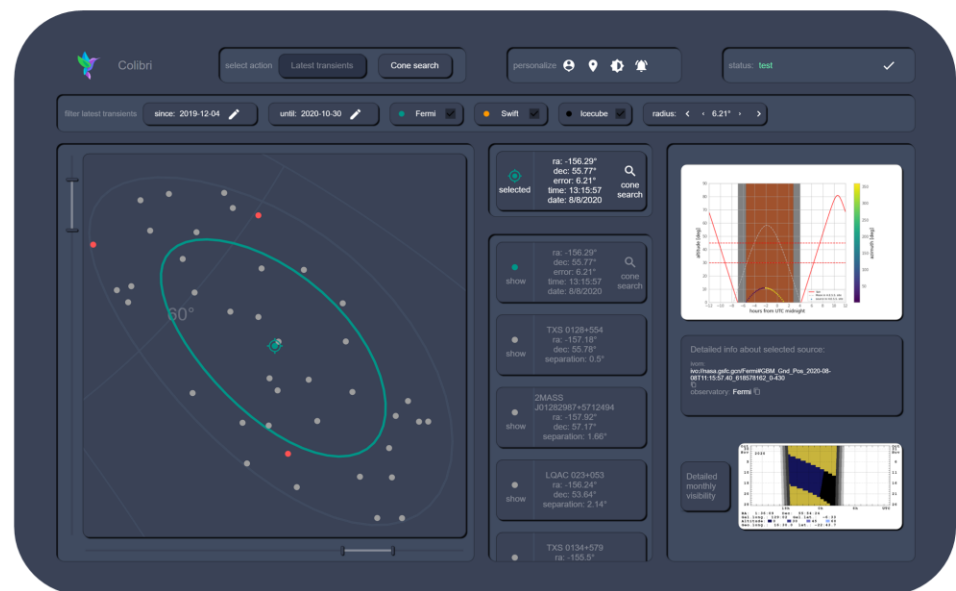 Colibri
select action
Latest transients
Cone search
personalize
status: test
filter latest transients
since: 2019-12-04
until: 2020-10-30
Fermi
Swift
Icecube
radius: < · 6.21° · >
60°
selected
ra: -156.29°
dec: 55.77°
error: 6.21°
time: 13:15:57
date: 8/8/2020
cone
search
show
ra: -156.29°
dec: 55.77°
error: 6.21°
time: 13:15:57
date: 8/8/2020
cone
search
show
TXS 0128+554
ra: -157.18°
dec: 55.78°
separation: 0.5°
show
2MASS
J01282987+5712494
ra: -157.92°
dec: 57.17°
separation: 1.66°
show
LQAC 023+053
ra: -156.24°
dec: 53.64°
separation: 2.14°
show
TXS 0134+579
ra: -155.5°
altitude [deg]
azimuth [deg]
hours from UTC midnight
Detailed info about selected source:
ivo://nasa.gsfc.gcn/Fermi#GBM_Gnd_Pos_2020-08-
08T11:15:57.40_618578162_0-430
observatory: Fermi
Detailed
monthly
visibility